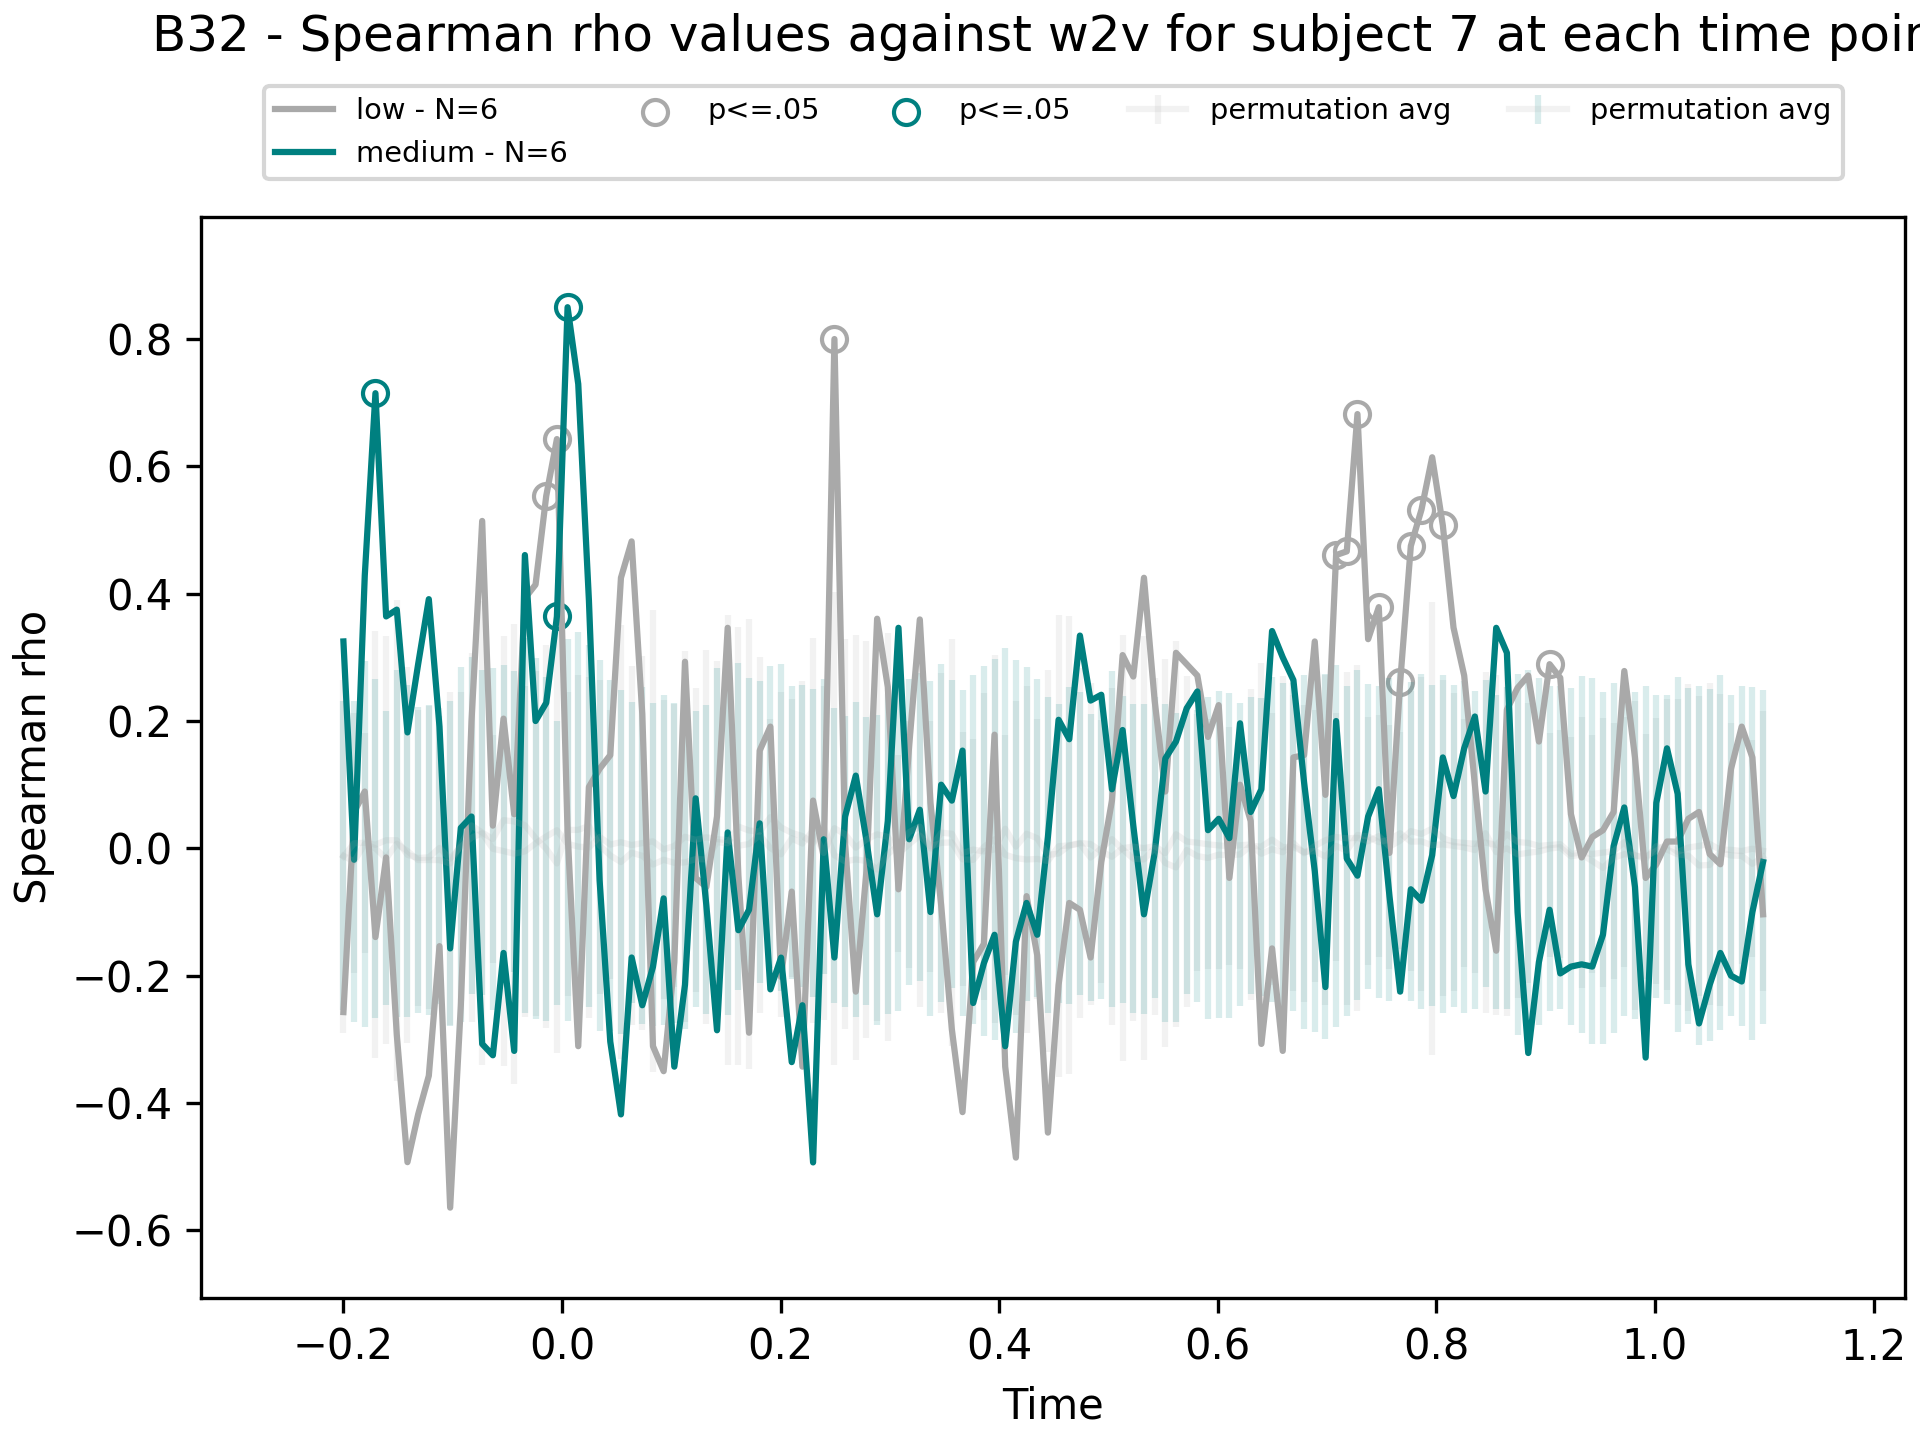 B32 - Spearman rho values against w2v for subject 7 at each time poin
low - N=6
medium - N=6
p<=.05
p<=.05
permutation avg
permutation avg
Spearman rho
0.8
0.6
0.4
0.2
0.0
−0.2
−0.4
−0.6
−0.2
0.0
0.2
0.4
0.6
0.8
1.0
1.2
Time